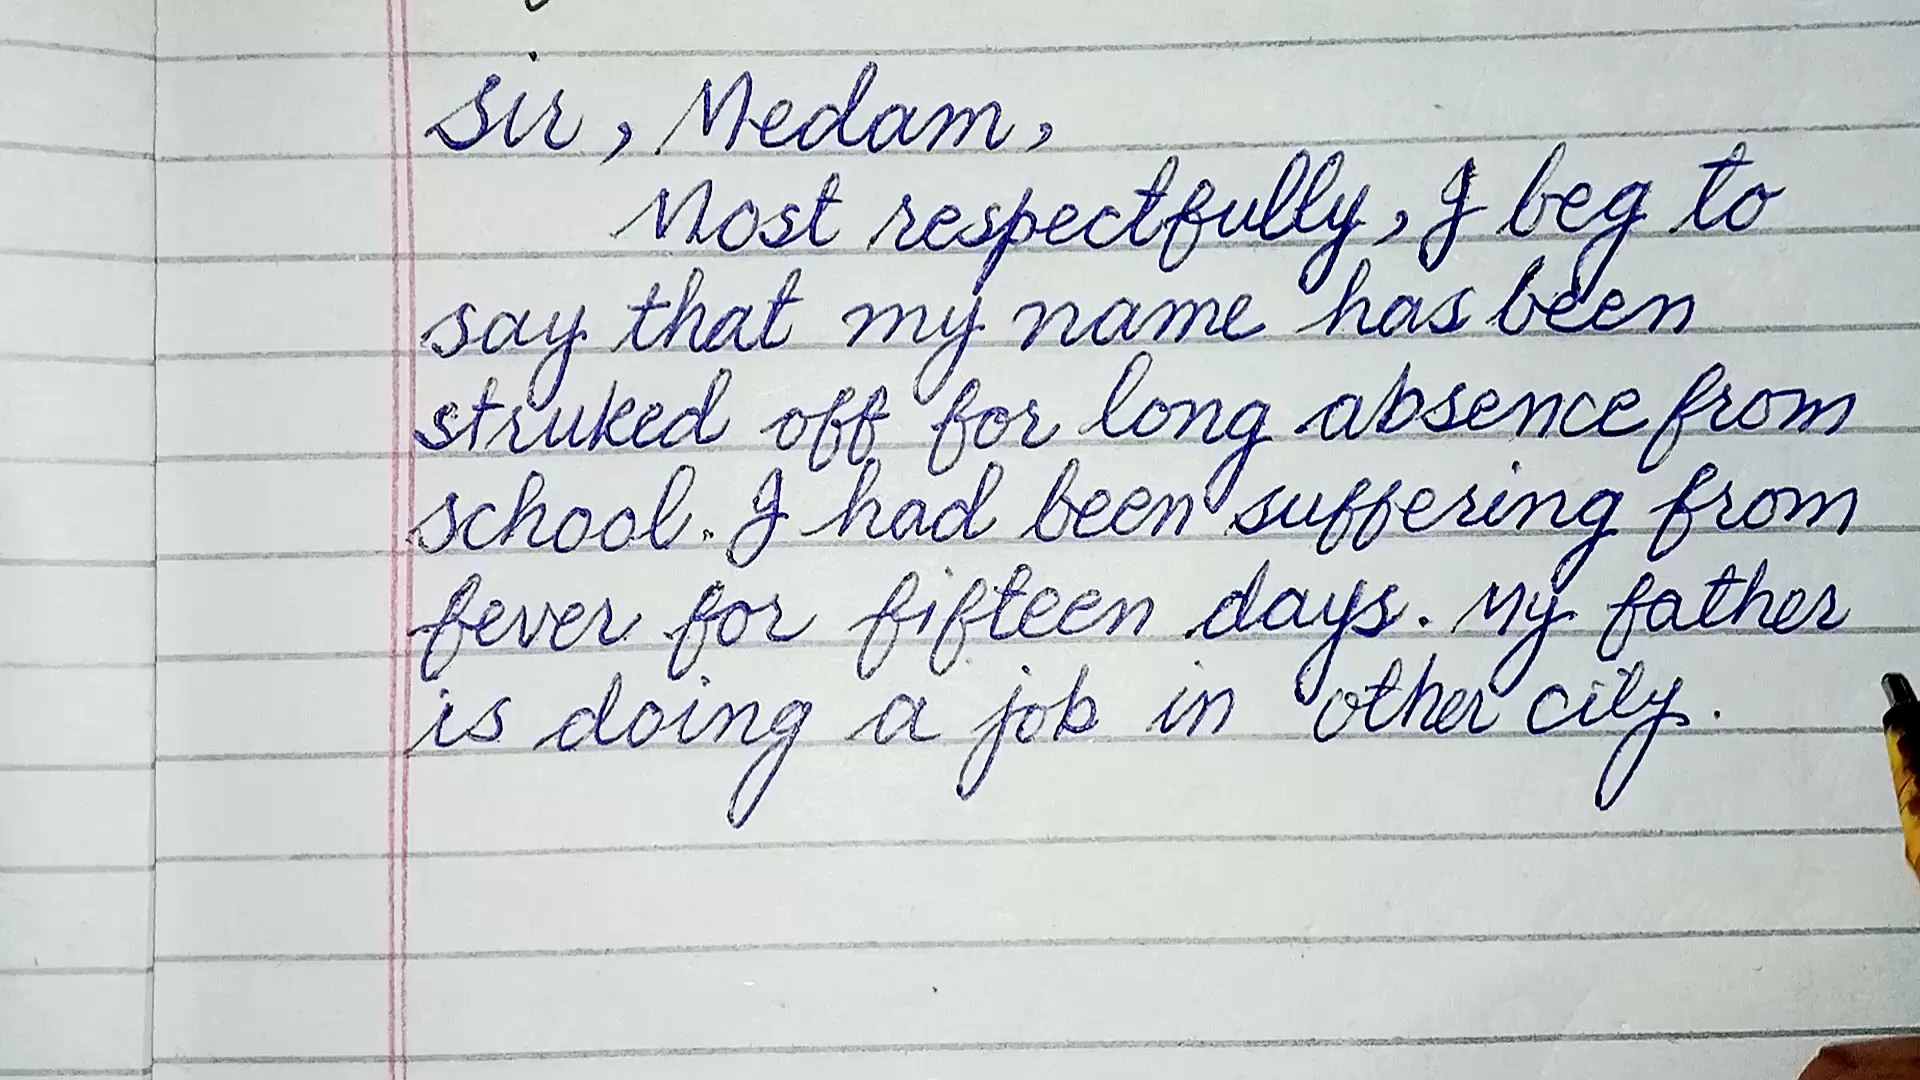 Sir, Medam,
Most respectfully, I beg to
say that my name has been
struked off for long absence from
school. I had been suffering from
fever for fifteen days. My father
is doing a job in other city.